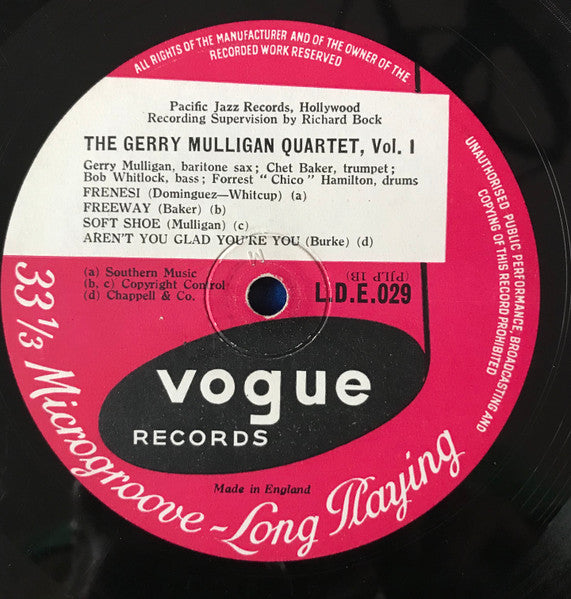 ALL RIGHTS OF THE MANUFACTURER AND OF THE OWNER OF THE
RECORDED WORK RESERVED
Pacific Jazz Records, Hollywood
Recording Supervision by Richard Bock
THE GERRY MULLIGAN QUARTET, Vol. I
Gerry Mulligan, baritone sax; Chet Baker, trumpet;
Bob Whitlock, bass; Forrest "Chico" Hamilton, drums
FRENESI (Dominguez—Whitcup) (a)
FREEWAY (Baker) (b)
SOFT SHOE (Mulligan) (c)
AREN'T YOU GLAD YOU'RE YOU (Burke) (d)
(a) Southern Music
(b, c) Copyright Control
(d) Chappell & Co.
M
(PJLP 1B)
L.D.E.029
UNAUTHORISED PUBLIC PERFORMANCE, BROADCASTING AND
COPYING OF THIS RECORD PROHIBITED
vogue
RECORDS
Made in England
33 1/3 Microgroove - Long Playing